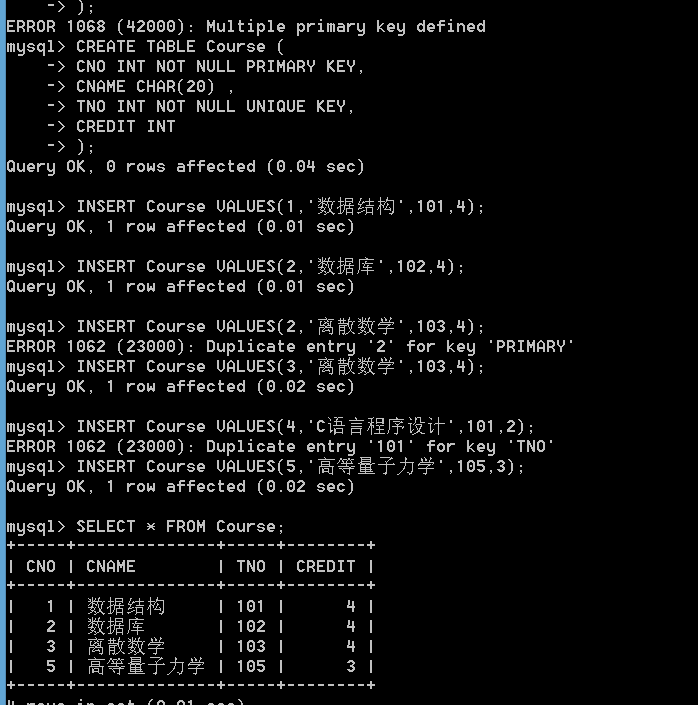 -> );
ERROR 1068 (42000): Multiple primary key defined
mysql> CREATE TABLE Course (
    -> CNO INT NOT NULL PRIMARY KEY,
    -> CNAME CHAR(20) ,
    -> TNO INT NOT NULL UNIQUE KEY,
    -> CREDIT INT
    -> );
Query OK, 0 rows affected (0.04 sec)

mysql> INSERT Course VALUES(1,'数据结构',101,4);
Query OK, 1 row affected (0.01 sec)

mysql> INSERT Course VALUES(2,'数据库',102,4);
Query OK, 1 row affected (0.01 sec)

mysql> INSERT Course VALUES(2,'离散数学',103,4);
ERROR 1062 (23000): Duplicate entry '2' for key 'PRIMARY'
mysql> INSERT Course VALUES(3,'离散数学',103,4);
Query OK, 1 row affected (0.02 sec)

mysql> INSERT Course VALUES(4,'C语言程序设计',101,2);
ERROR 1062 (23000): Duplicate entry '101' for key 'TNO'
mysql> INSERT Course VALUES(5,'高等量子力学',105,3);
Query OK, 1 row affected (0.02 sec)

mysql> SELECT * FROM Course;
+-----+--------------+-----+--------+
| CNO | CNAME        | TNO | CREDIT |
+-----+--------------+-----+--------+
|   1 | 数据结构     | 101 |      4 |
|   2 | 数据库       | 102 |      4 |
|   3 | 离散数学     | 103 |      4 |
|   5 | 高等量子力学 | 105 |      3 |
+-----+--------------+-----+--------+
4 rows in set (0.01 sec)